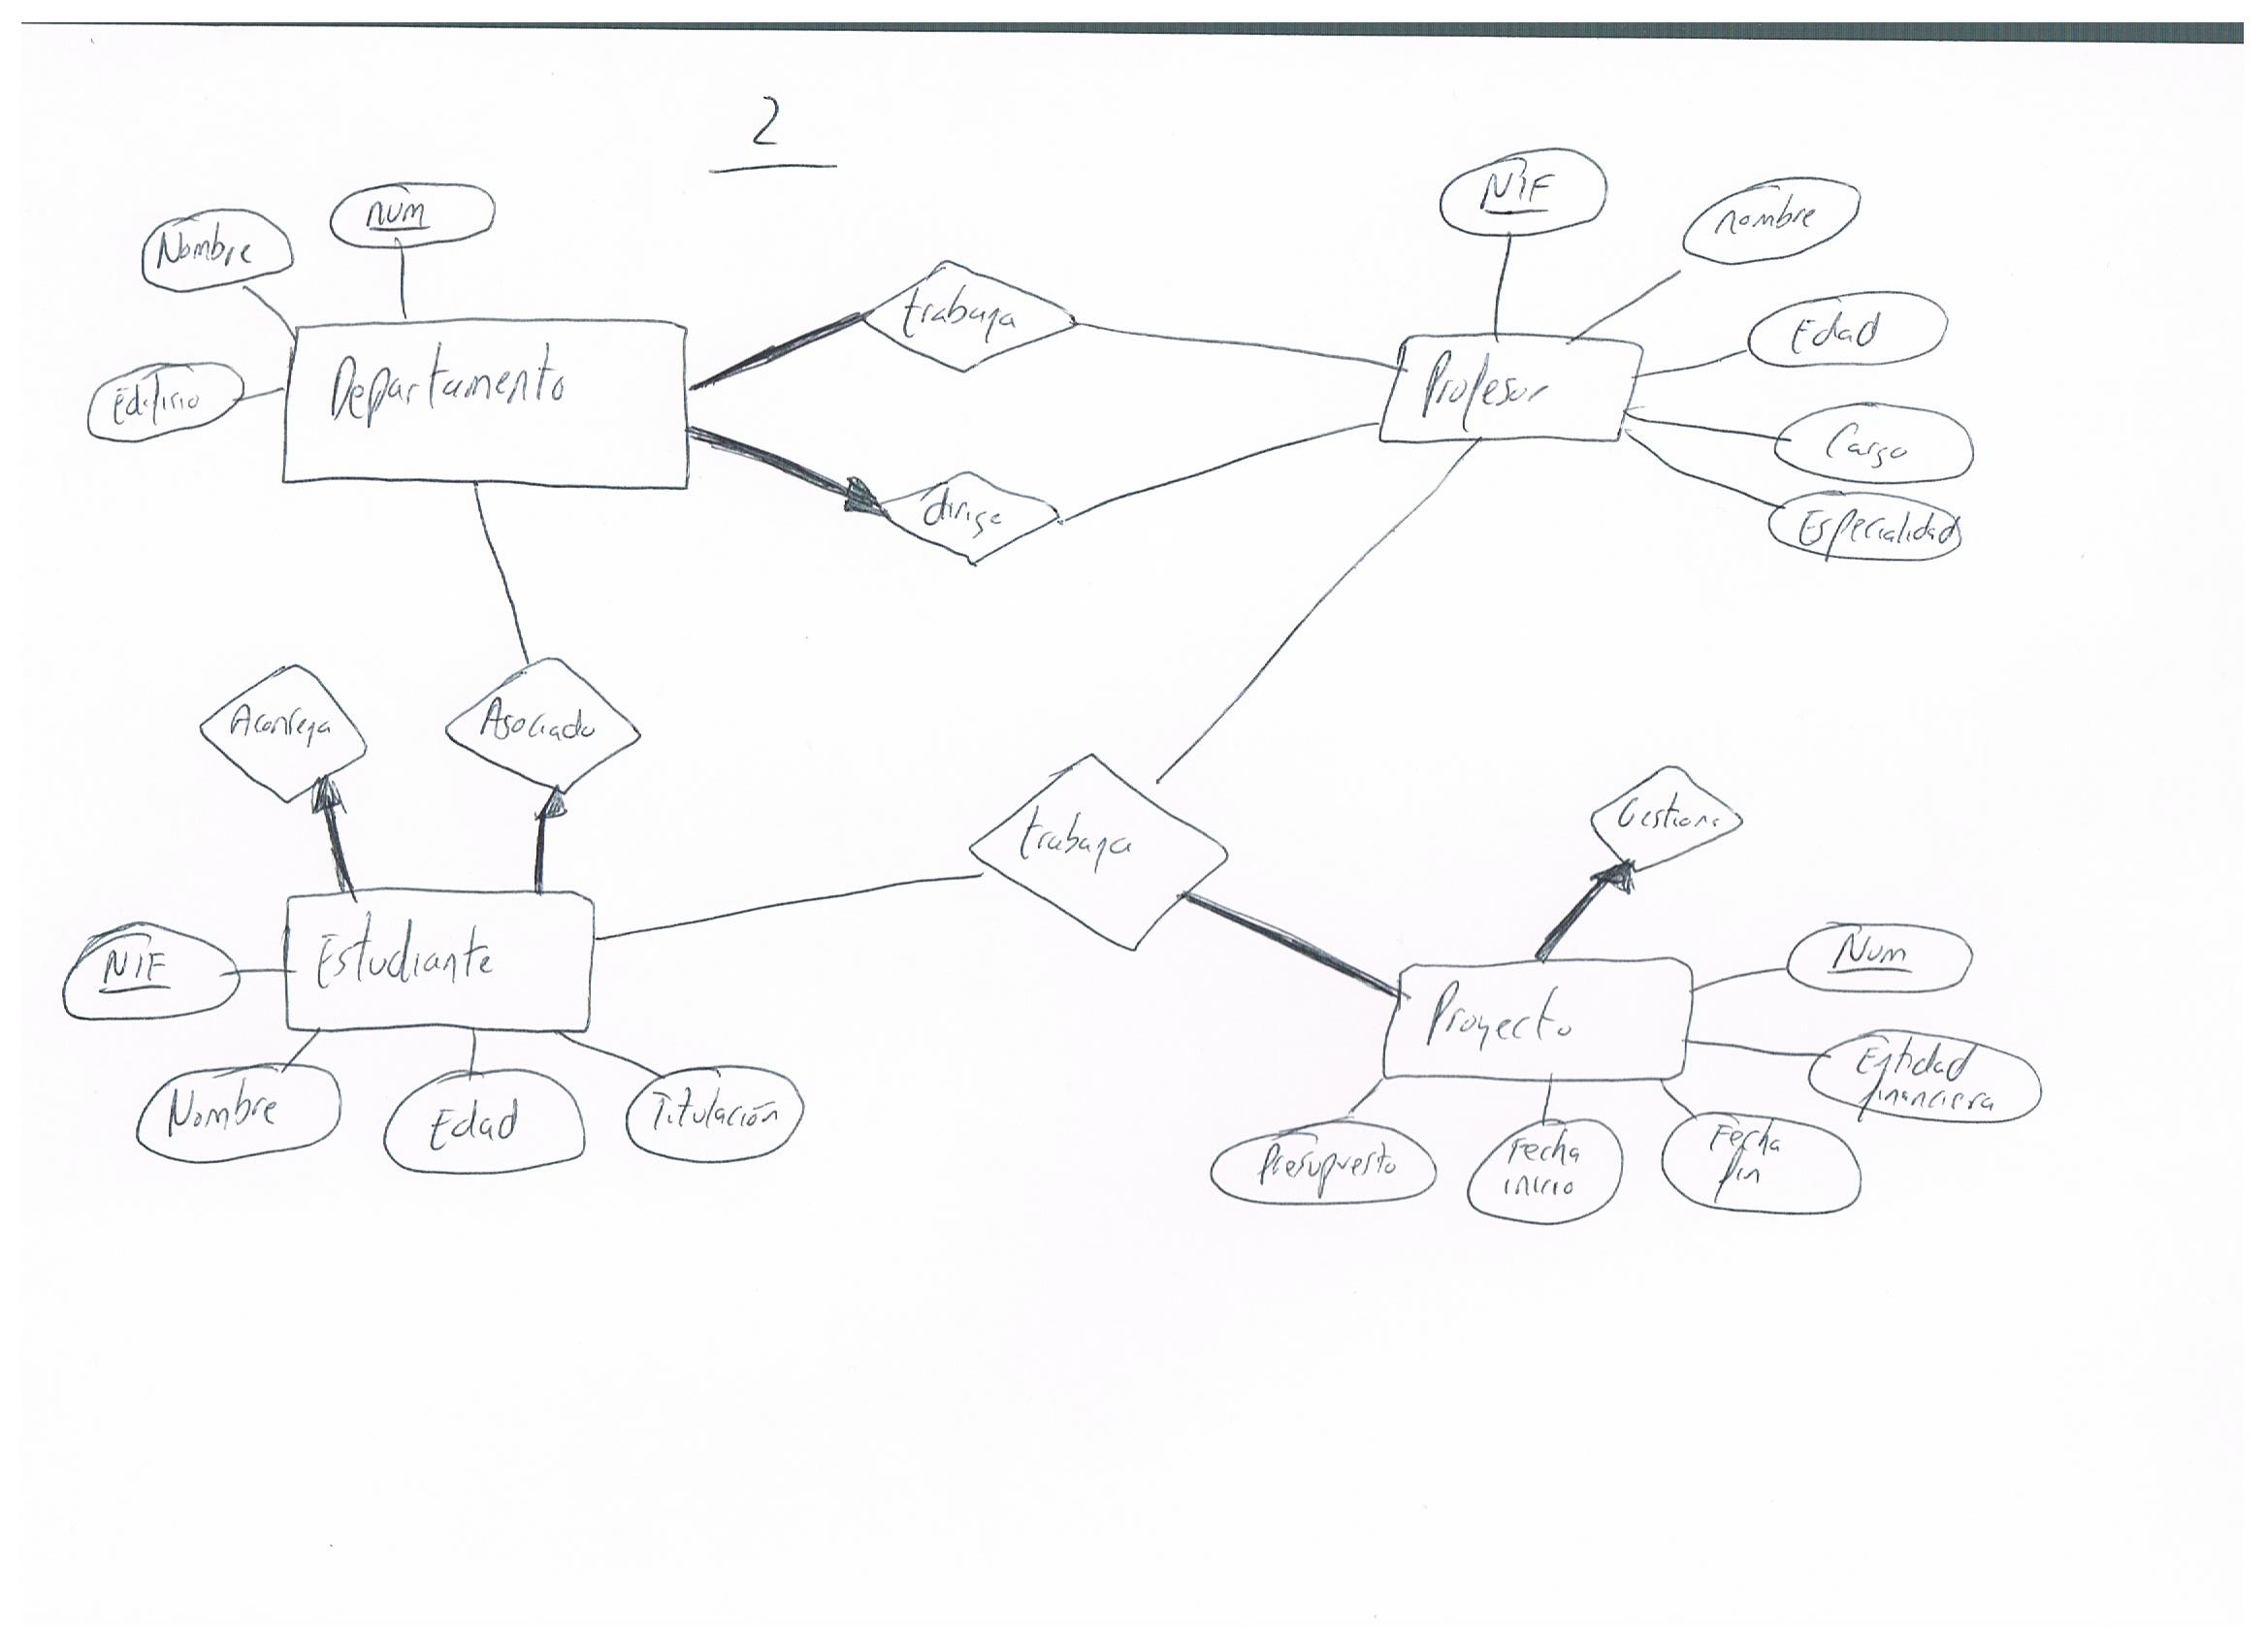 2
Nombre
num
NIF
nombre
Edificio
Departamento
trabaja
Profesor
Edad
Cargo
Especialidad
dirige
Aconseja
Asociado
trabaja
Gestiona
NIF
Estudiante
Proyecto
Num
Entidad
financiera
Nombre
Edad
Titulación
Presupuesto
Fecha
inicio
Fecha
fin